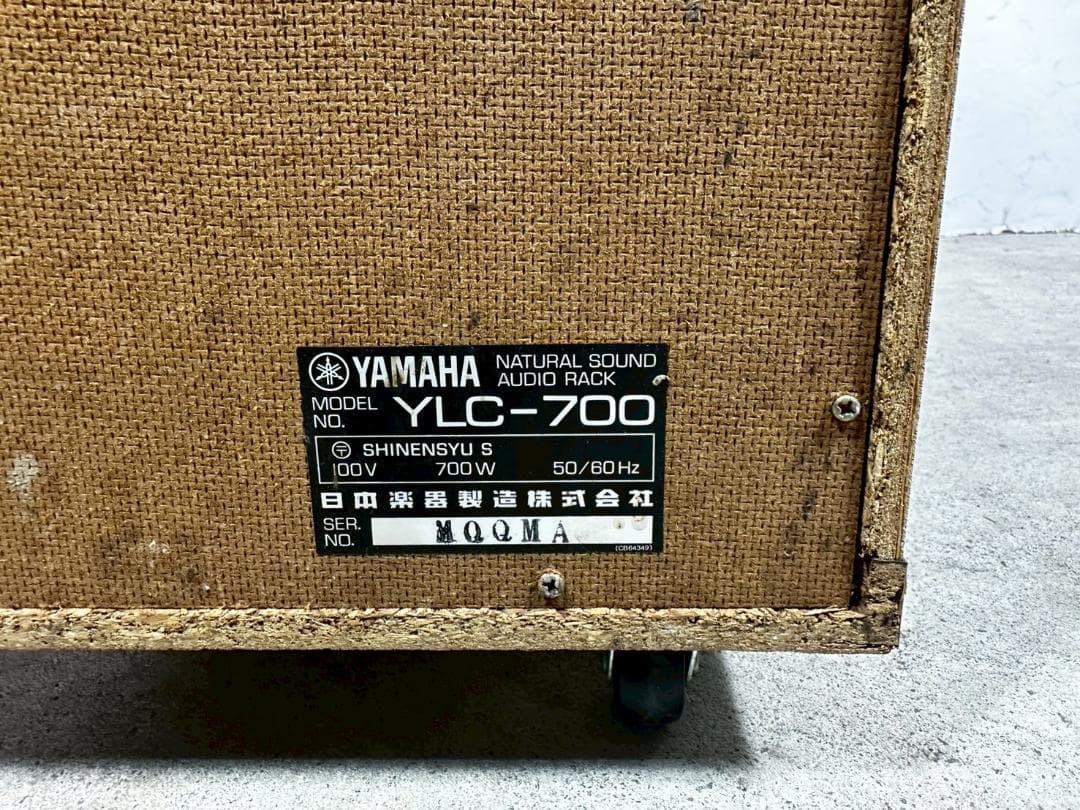 YAMAHA NATURAL SOUND
AUDIO RACK
MODEL NO. YLC-700
〒 SHINENSYU S
100V 700W 50/60Hz
日本楽器製造株式会社
SER. NO. MQQMA
(CB64349)